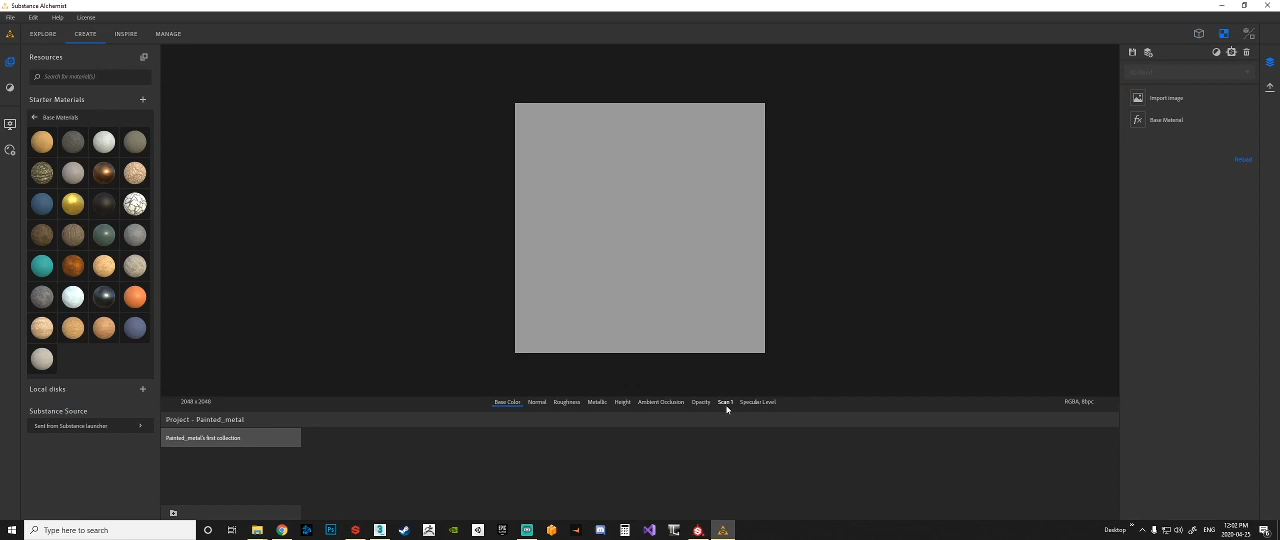 Substance Alchemist
File Edit Help License
EXPLORE CREATE INSPIRE MANAGE
Resources
Search for material(s)
Starter Materials
Base Materials
Local disks
Substance Source
Sent from Substance launcher
2048 x 2048
Base Color Normal Roughness Metallic Height Ambient Occlusion Opacity Scan 1 Specular Level
RGBA, 8bpc
Project - Painted_metal
Painted_metal's first collection
Import image
fx Base Material
Reload
Type here to search
Desktop
ENG
12:02 PM
2020-04-25